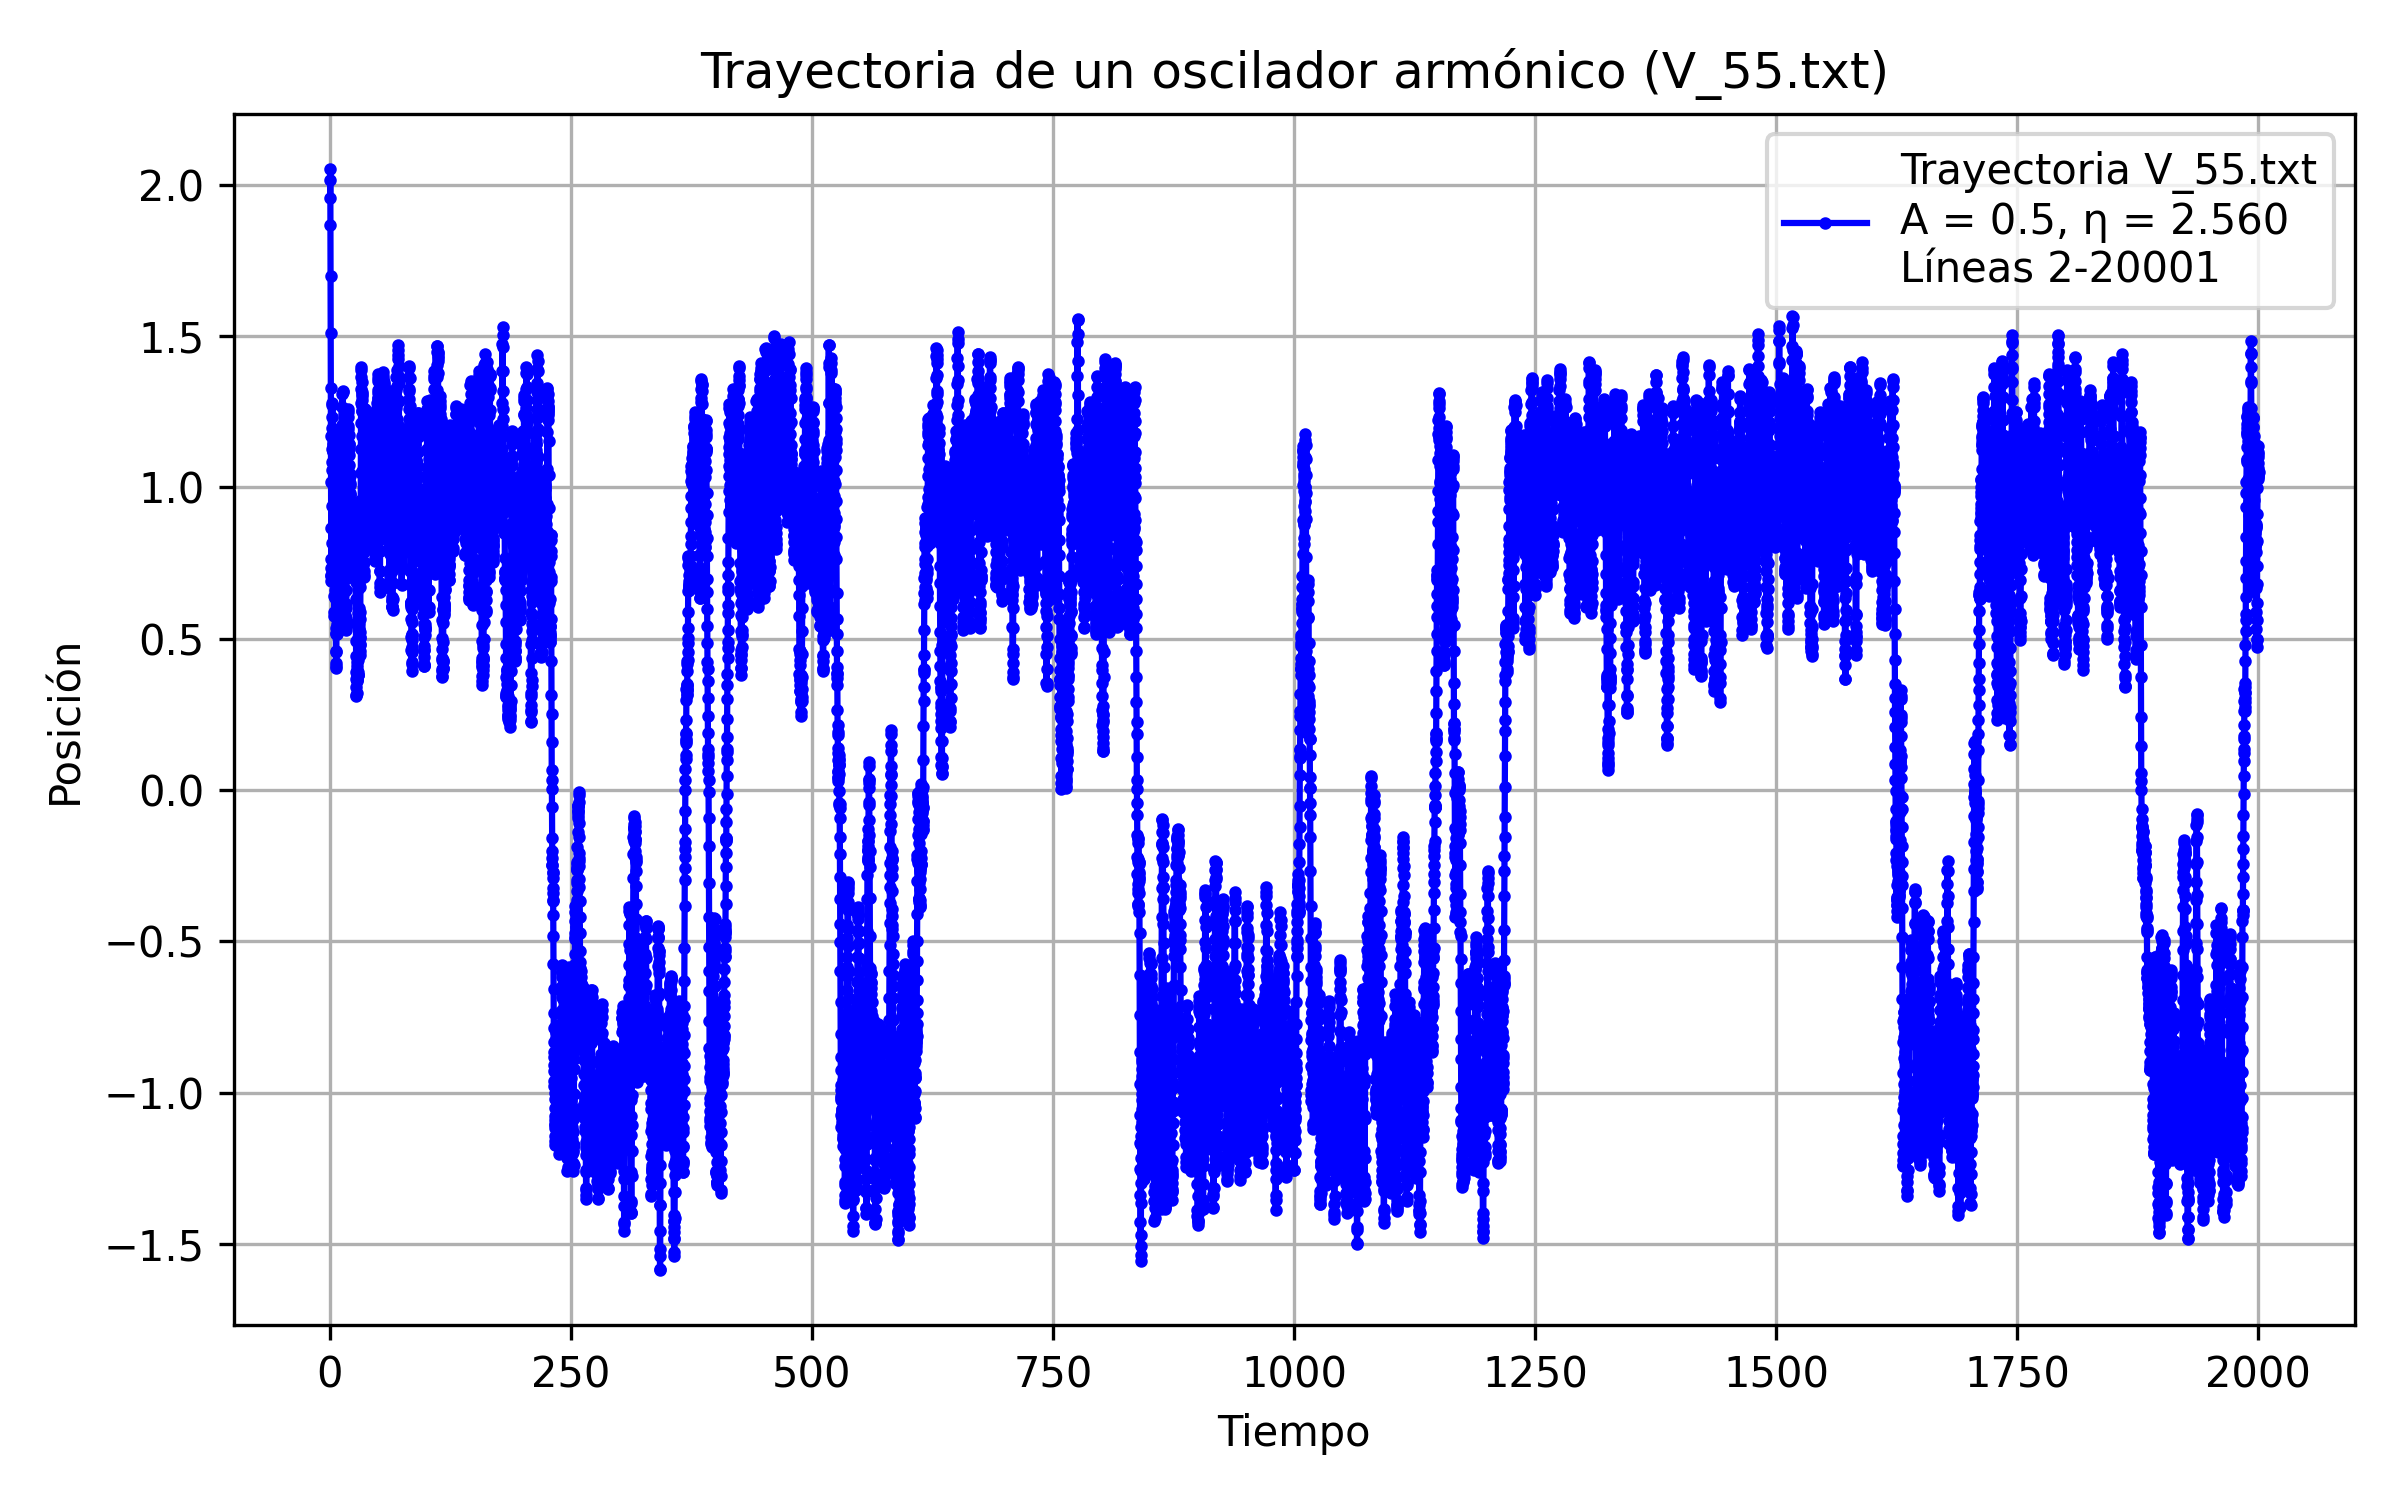 Trayectoria de un oscilador armónico (V_55.txt)
Trayectoria V_55.txt
A = 0.5, η = 2.560
Líneas 2-20001
2.0
1.5
1.0
0.5
0.0
−0.5
−1.0
−1.5
Posición
0 250 500 750 1000 1250 1500 1750 2000
Tiempo